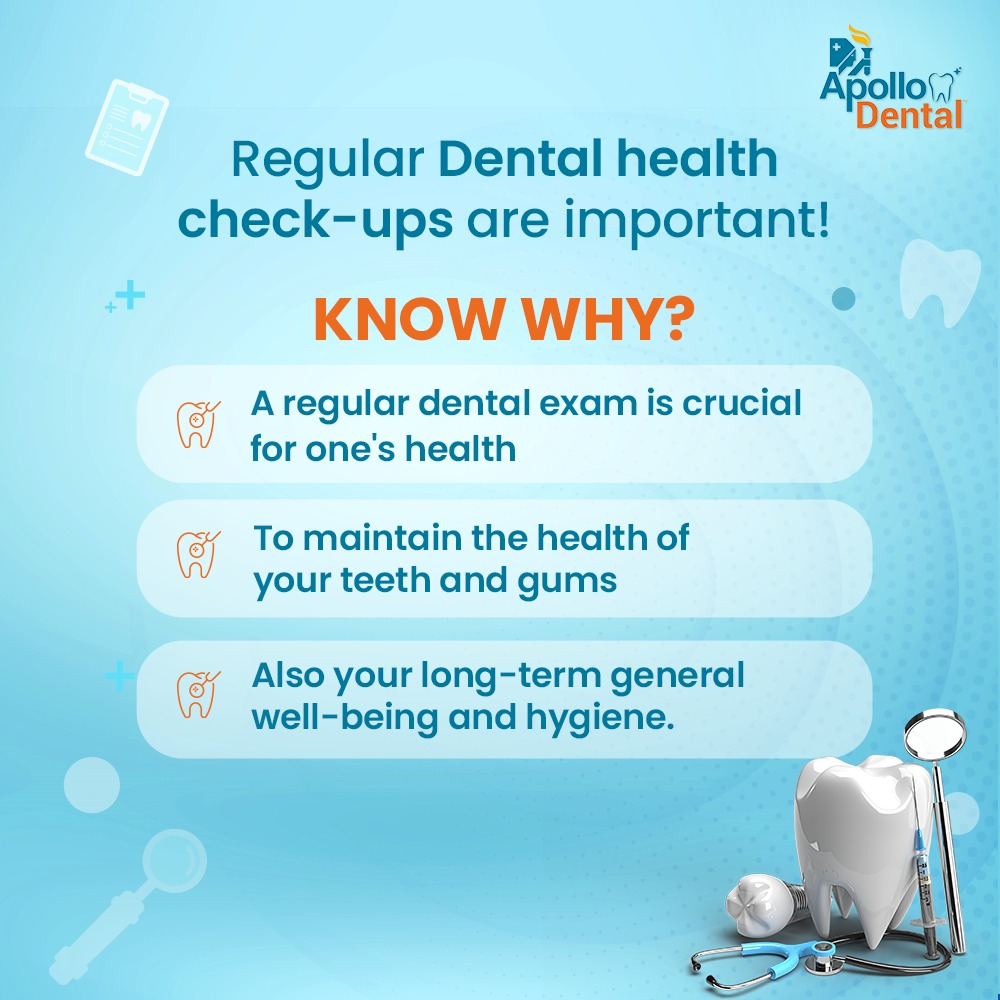 Apollo
Dental
Regular Dental health
check-ups are important!
KNOW WHY?
A regular dental exam is crucial
for one's health
To maintain the health of
your teeth and gums
Also your long-term general
well-being and hygiene.